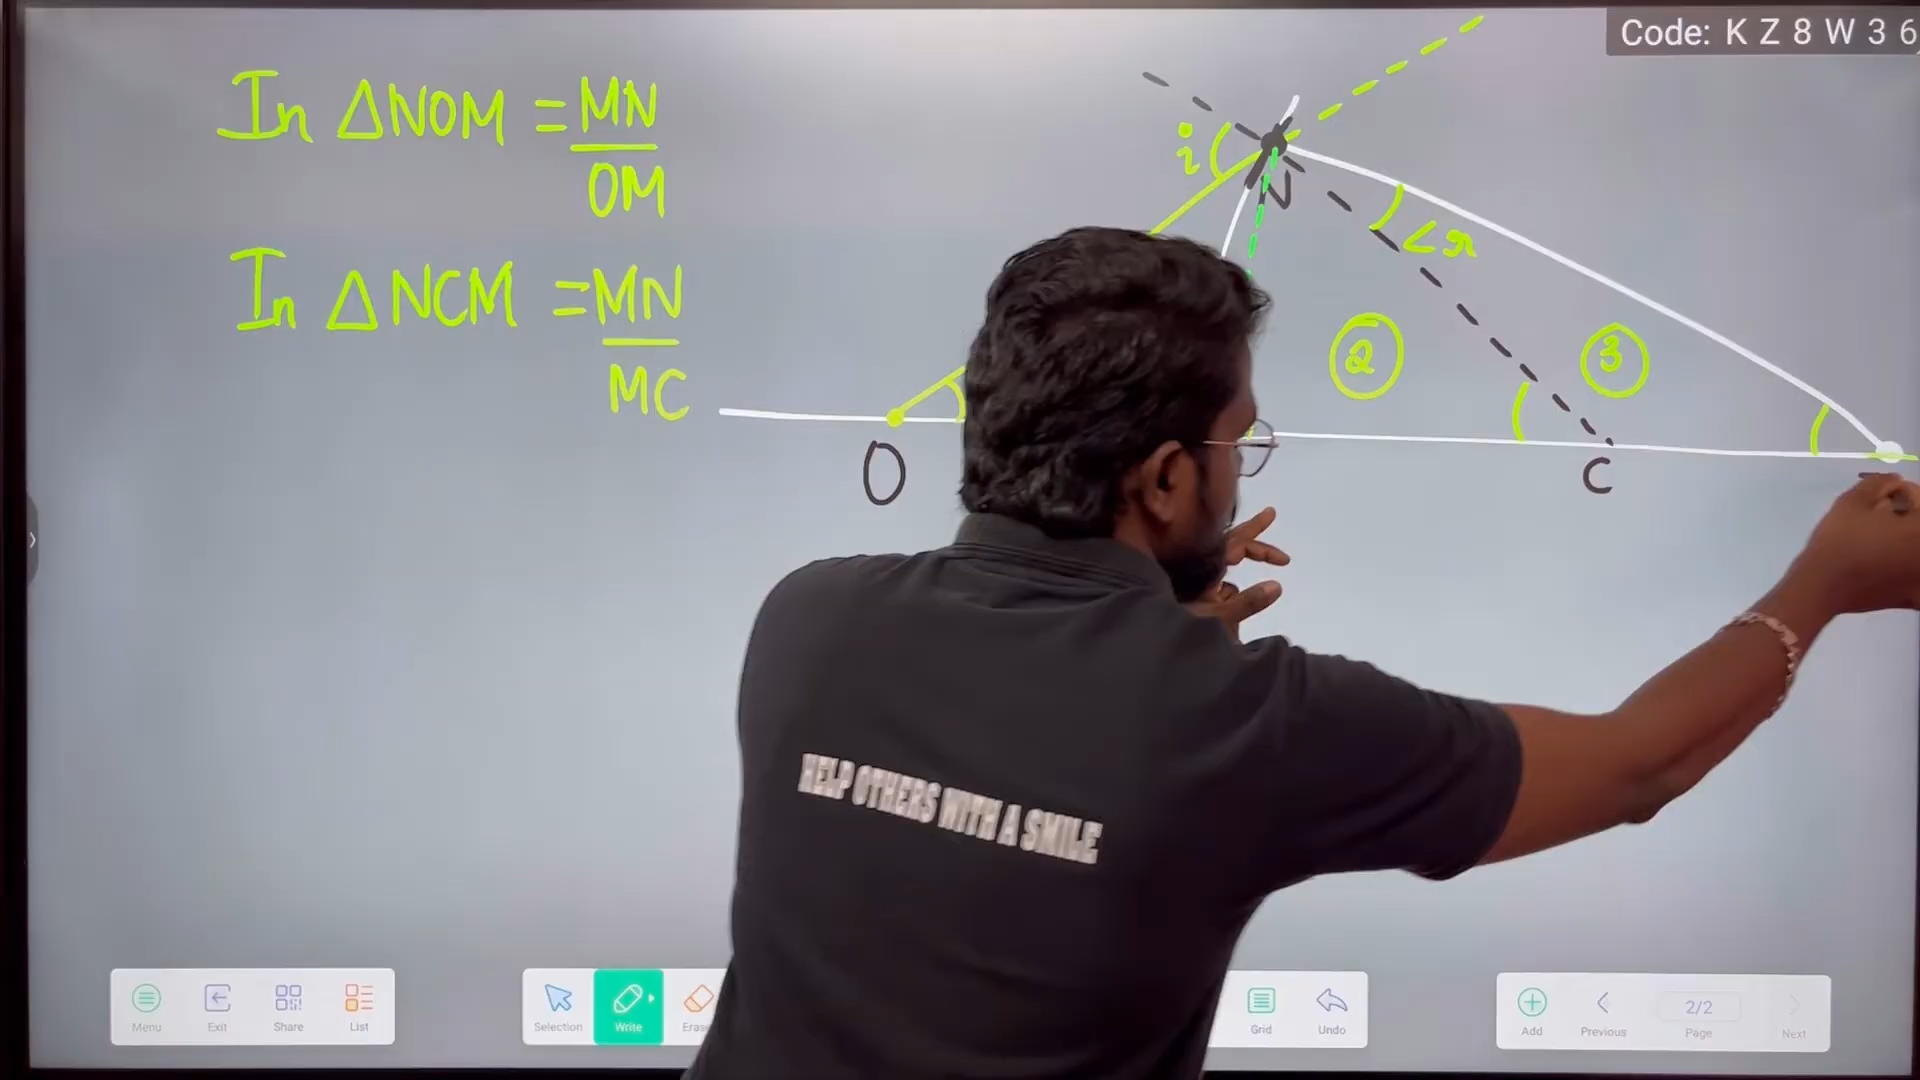 Code: K Z 8 W 3 6
In ΔNOM = MN
OM
In ΔNCM = MN
MC
i
N
<r
2
3
O
C
HELP OTHERS WITH A SMILE
Menu
Exit
Share
List
Selection
Write
Grid
Undo
Add
Previous
2/2
Page
Next